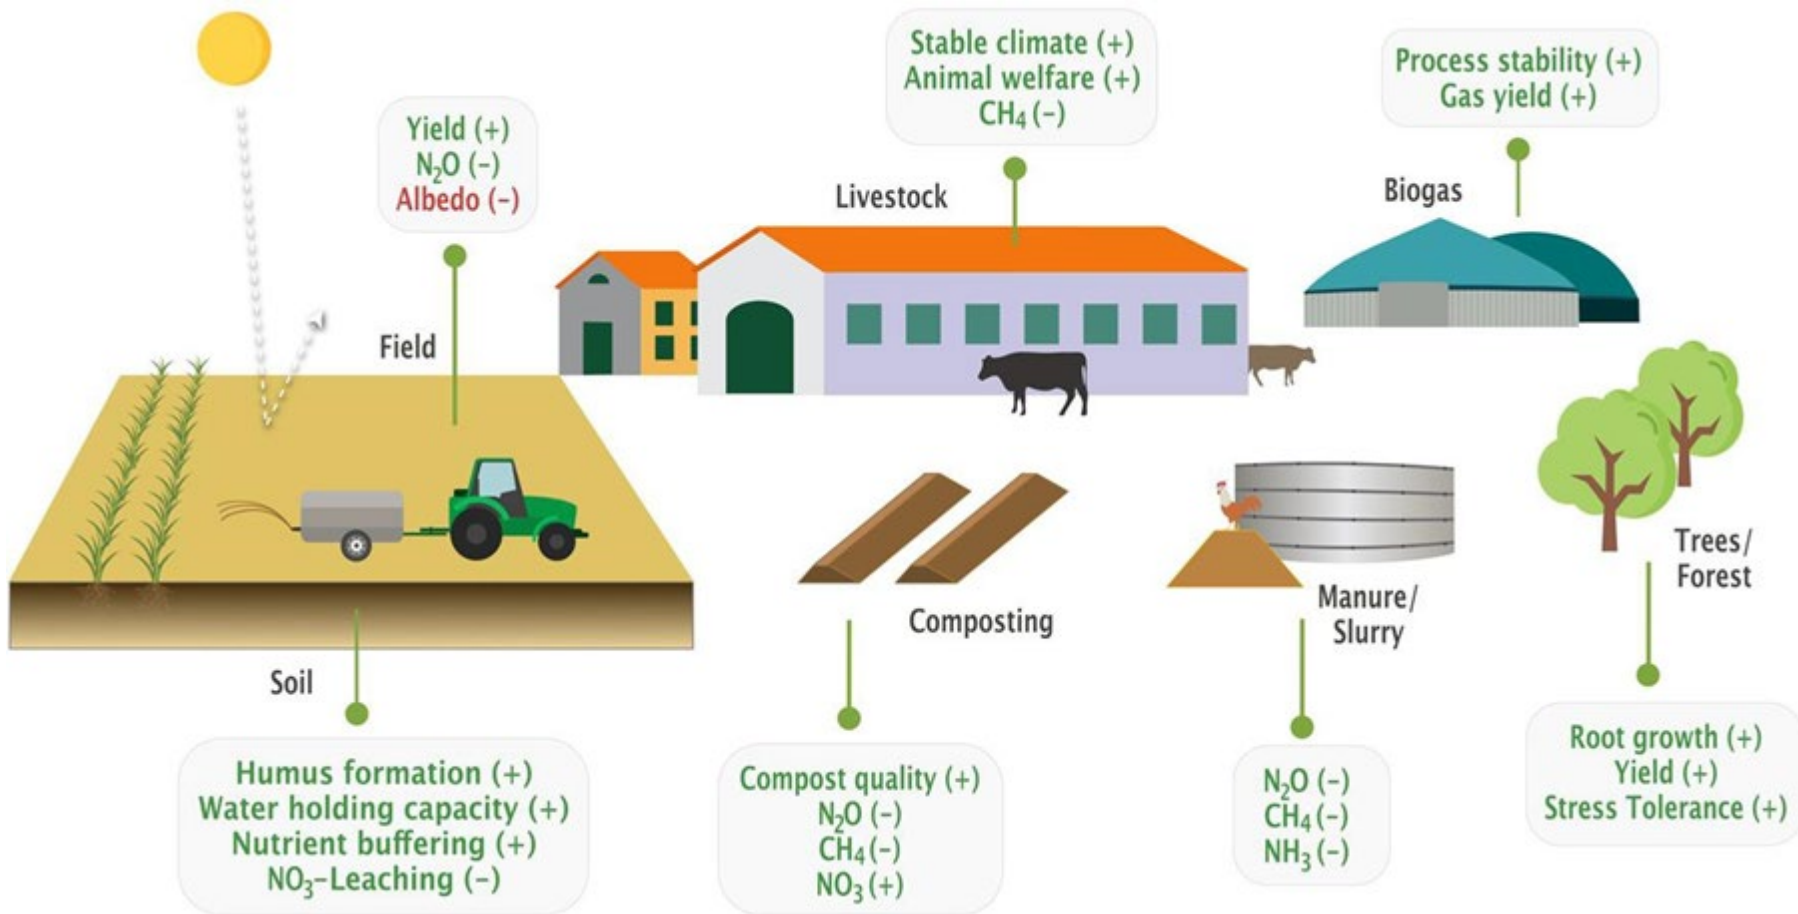 Stable climate (+)
Animal welfare (+)
CH₄ (–)
Process stability (+)
Gas yield (+)
Yield (+)
N₂O (–)
Albedo (–)
Livestock
Biogas
Field
Trees/
Forest
Composting
Manure/
Slurry
Soil
Humus formation (+)
Water holding capacity (+)
Nutrient buffering (+)
NO₃-Leaching (–)
Compost quality (+)
N₂O (–)
CH₄ (–)
NO₃ (+)
N₂O (–)
CH₄ (–)
NH₃ (–)
Root growth (+)
Yield (+)
Stress Tolerance (+)